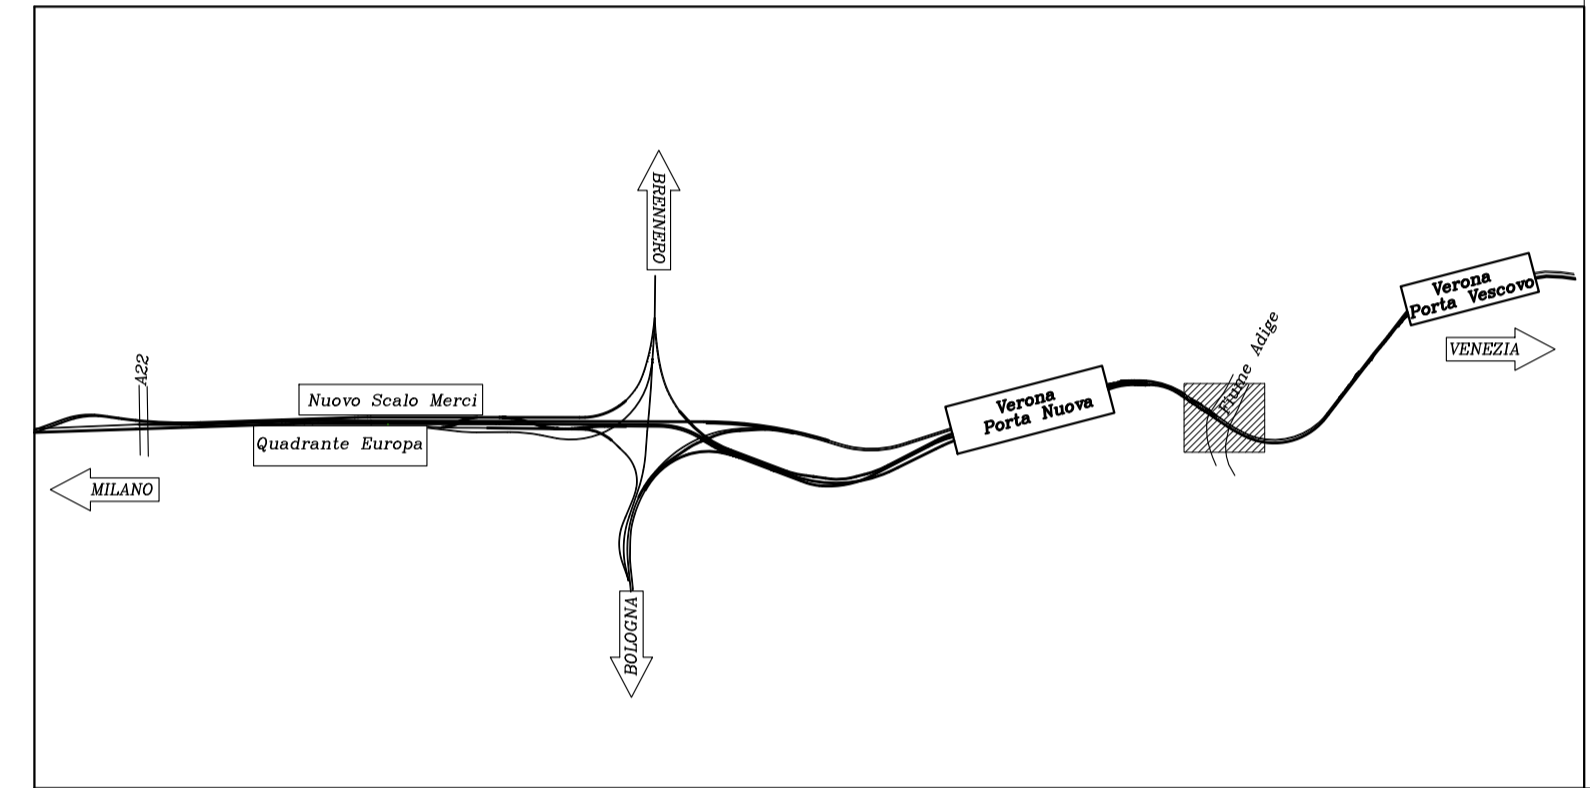 BRENNERO
Verona
Porta Vescovo
Fiume Adige
VENEZIA
A22
Nuovo Scalo Merci
Verona
Porta Nuova
Quadrante Europa
MILANO
BOLOGNA